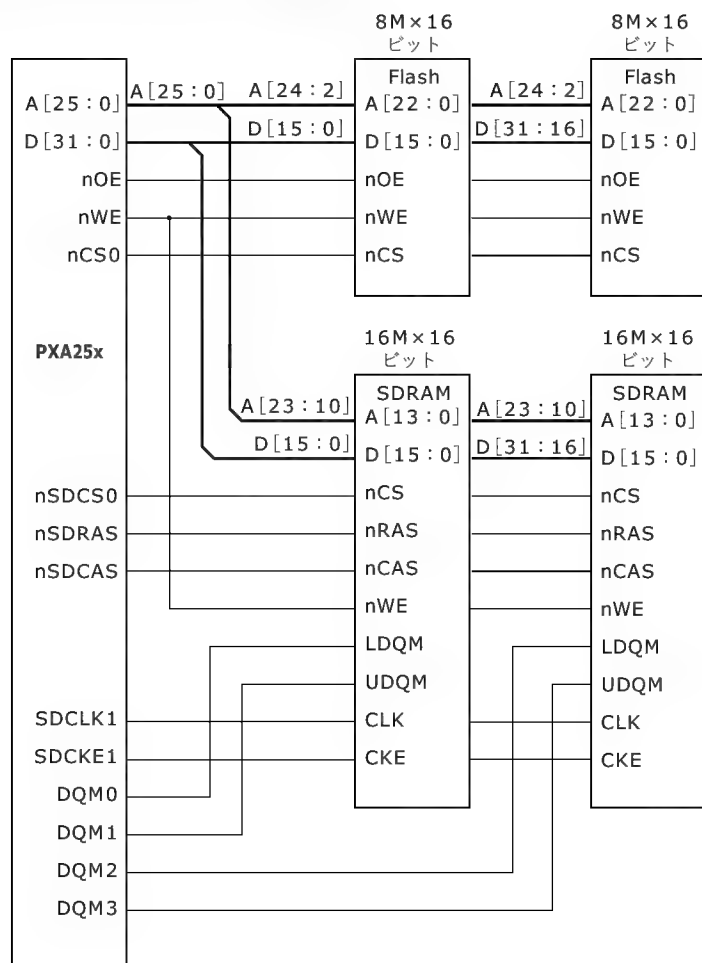 8M×16
ビット
8M×16
ビット
Flash
Flash
A[25:0]
A[25:0]
A[24:2]
A[22:0]
A[24:2]
A[22:0]
D[31:0]
D[15:0]
D[15:0]
D[31:16]
D[15:0]
nOE
nOE
nOE
nWE
nWE
nWE
nCS0
nCS
nCS
PXA25x
16M×16
ビット
16M×16
ビット
SDRAM
SDRAM
A[23:10]
A[13:0]
A[23:10]
A[13:0]
D[15:0]
D[15:0]
D[31:16]
D[15:0]
nSDCS0
nCS
nCS
nSDRAS
nRAS
nRAS
nSDCAS
nCAS
nCAS
nWE
nWE
LDQM
LDQM
UDQM
UDQM
SDCLK1
CLK
CLK
SDCKE1
CKE
CKE
DQM0
DQM1
DQM2
DQM3